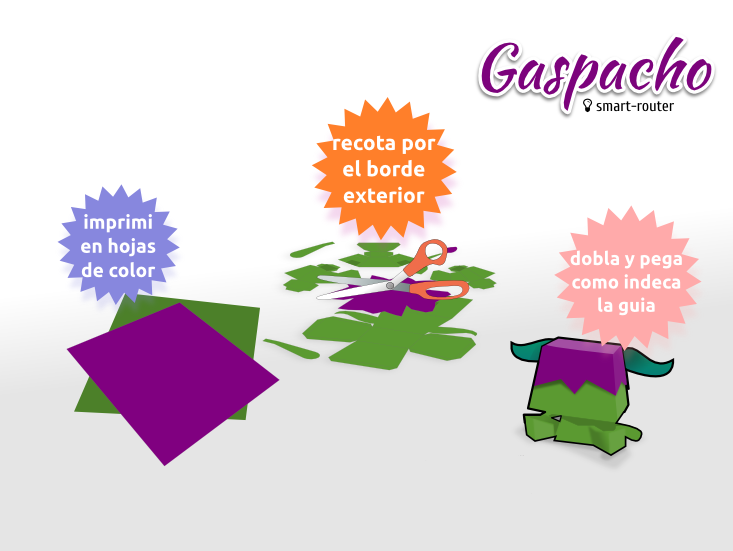 Gaspacho
smart-router
recota por
el borde
exterior
imprimi
en hojas
de color
dobla y pega
como indeca
la guia